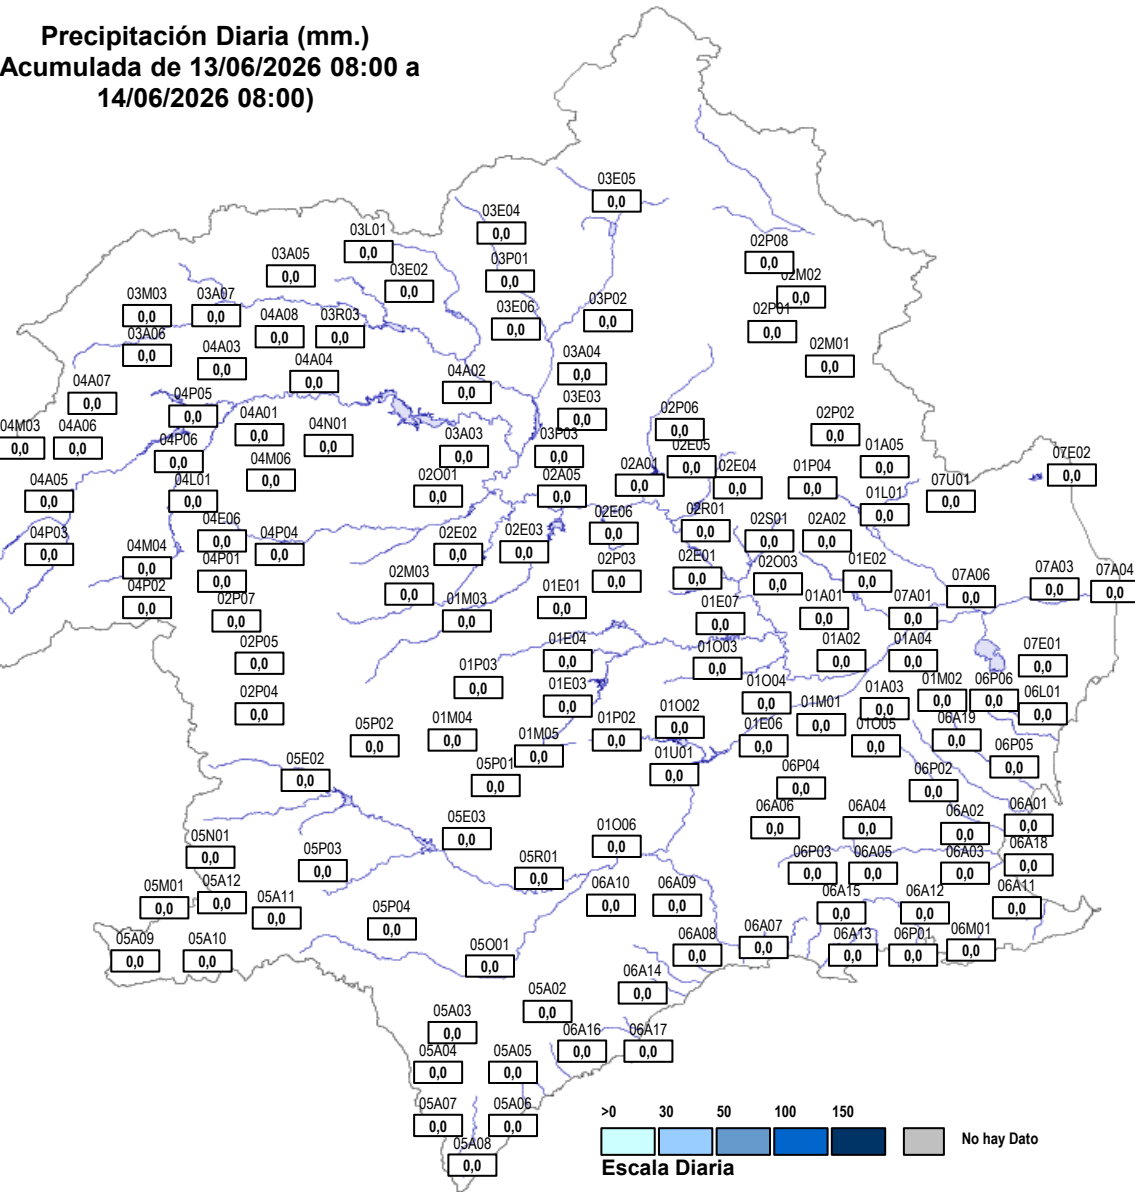 Precipitación Diaria (mm.)
Acumulada de 13/06/2026 08:00 a
14/06/2026 08:00)
03E05
0,0
03E04
0,0
03L01
0,0
02P08
0,0
03A05
0,0
03P01
0,0
03E02
0,0
02M02
0,0
03M03
0,0
03A07
0,0
03P02
0,0
04A08
0,0
03R03
0,0
03E06
0,0
02P01
0,0
03A06
0,0
04A03
0,0
02M01
0,0
04A04
0,0
03A04
0,0
04A02
0,0
04A07
0,0
04P05
0,0
03E03
0,0
02P06
0,0
02P02
0,0
04M03
0,0
04A06
0,0
04A01
0,0
04N01
0,0
03A03
0,0
03P03
0,0
02E05
0,0
01A05
0,0
07E02
0,0
04P06
0,0
04M06
0,0
02A01
0,0
02E04
0,0
01P04
0,0
04A05
0,0
04L01
0,0
02O01
0,0
02A05
0,0
01L01
0,0
07U01
0,0
04E06
0,0
02E06
0,0
02R01
0,0
02S01
0,0
02A02
0,0
04P03
0,0
04P04
0,0
02E02
0,0
02E03
0,0
04M04
0,0
04P01
0,0
02P03
0,0
02E01
0,0
02O03
0,0
01E02
0,0
02M03
0,0
07A06
0,0
07A03
0,0
07A04
0,0
04P02
0,0
02P07
0,0
01M03
0,0
01E01
0,0
01E07
0,0
01A01
0,0
07A01
0,0
02P05
0,0
01E04
0,0
01O03
0,0
01A02
0,0
01A04
0,0
07E01
0,0
01P03
0,0
02P04
0,0
01E03
0,0
01O04
0,0
01A03
0,0
01M02
0,0
06P06
0,0
06L01
0,0
05P02
0,0
01M04
0,0
01M05
0,0
01P02
0,0
01O02
0,0
01E06
0,0
01M01
0,0
01O05
0,0
06A19
0,0
05E02
0,0
05P01
0,0
01U01
0,0
06P04
0,0
06P02
0,0
06P05
0,0
05E03
0,0
01O06
0,0
06A06
0,0
06A04
0,0
06A02
0,0
06A01
0,0
05N01
0,0
05P03
0,0
05R01
0,0
06P03
0,0
06A05
0,0
06A03
0,0
06A18
0,0
05M01
0,0
05A12
0,0
05A11
0,0
06A10
0,0
06A09
0,0
06A15
0,0
06A12
0,0
06A11
0,0
05P04
0,0
05A09
0,0
05A10
0,0
05O01
0,0
06A08
0,0
06A07
0,0
06A13
0,0
06P01
0,0
06M01
0,0
06A14
0,0
05A02
0,0
05A03
0,0
06A16
0,0
06A17
0,0
05A04
0,0
05A05
0,0
05A07
0,0
05A06
0,0
05A08
0,0
>0 30 50 100 150
No hay Dato
Escala Diaria